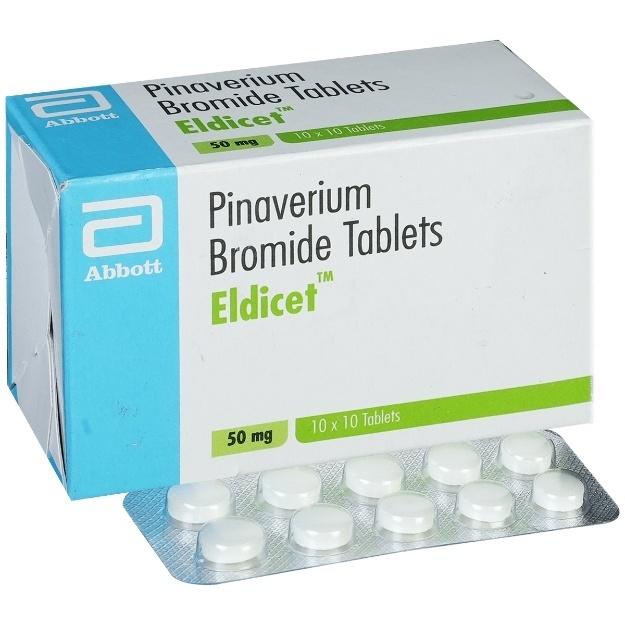 Abbott
Pinaverium
Bromide Tablets
Eldicet™
50 mg
10 x 10 Tablets
Abbott
Pinaverium
Bromide Tablets
Eldicet™
50 mg
10 x 10 Tablets